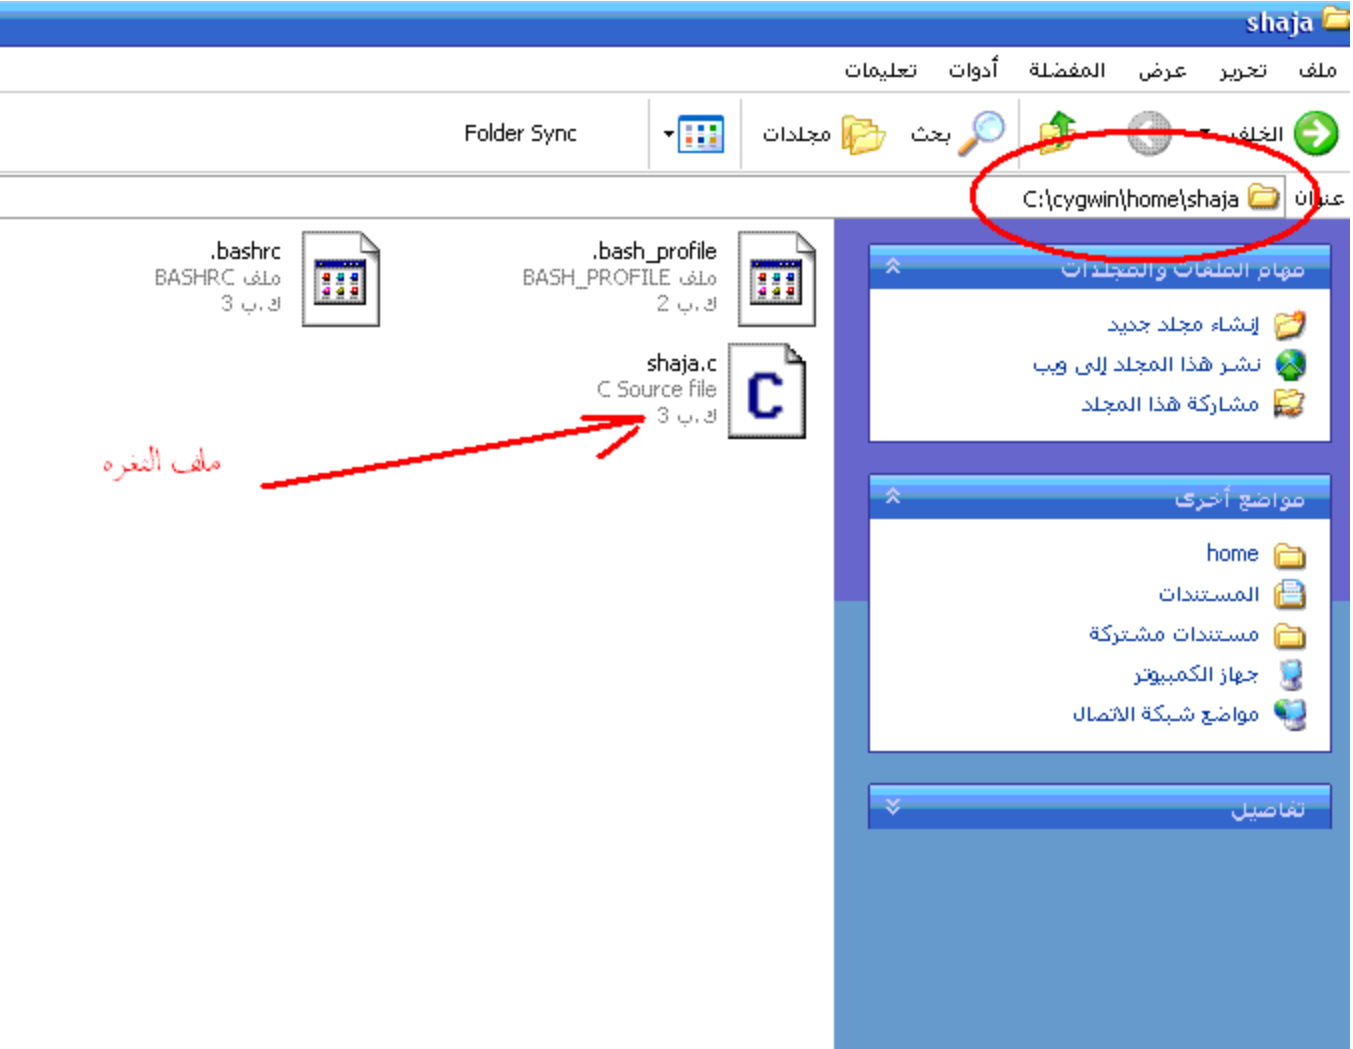 shaja
ملف تحرير عرض المفضلة أدوات تعليمات
الخلف بحث مجلدات Folder Sync
عنوان C:\cygwin\home\shaja
مهام الملفات والمجلدات
إنشاء مجلد جديد
نشر هذا المجلد إلى ويب
مشاركة هذا المجلد
مواضع أخرى
home
المستندات
مستندات مشتركة
جهاز الكمبيوتر
مواضع شبكة الاتصال
تفاصيل
.bash_profile
ملف BASH_PROFILE
2 ك.ب
.bashrc
ملف BASHRC
3 ك.ب
shaja.c
C Source file
3 ك.ب
ملف الثغره